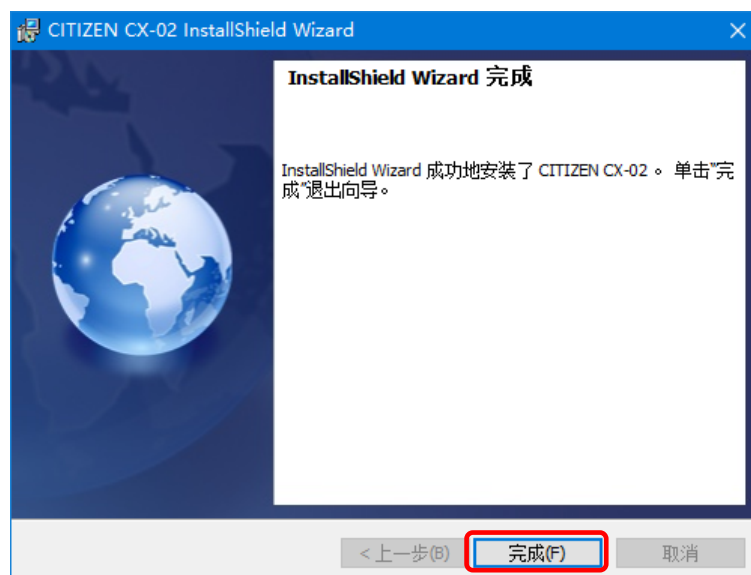 CITIZEN CX-02 InstallShield Wizard
InstallShield Wizard 完成
InstallShield Wizard 成功地安装了 CITIZEN CX-02 。 单击"完
成"退出向导。
< 上一步(B) 完成(F) 取消